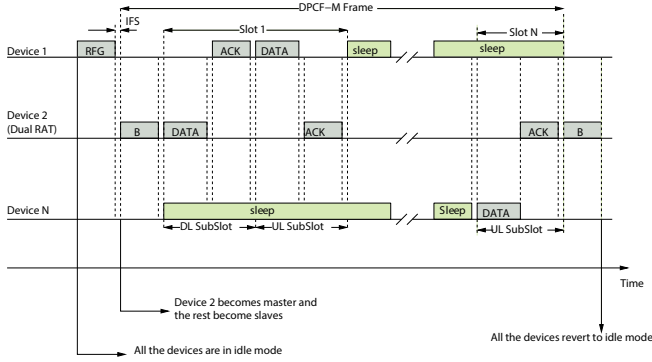 DPCF−M Frame
IFS
Slot 1
Slot N
Device 1
RFG
ACK
DATA
sleep
sleep
Device 2
(Dual RAT)
B
DATA
ACK
ACK
B
Device N
sleep
Sleep
DATA
DL SubSlot
UL SubSlot
UL SubSlot
Time
Device 2 becomes master and
the rest become slaves
All the devices revert to idle mode
All the devices are in idle mode